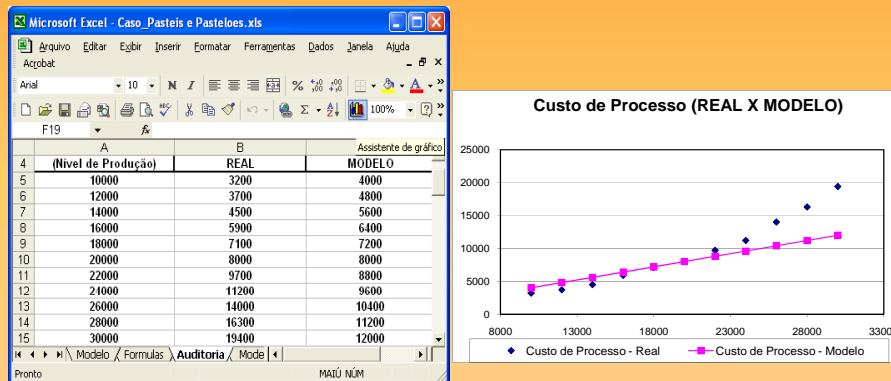 Microsoft Excel - Caso_Pasteis e Pasteloes.xls
Arquivo Editar Exibir Inserir Formatar Ferramentas Dados Janela Ajuda
Acrobat
Arial 10 N I S %
Σ 100%
F19 fx
Assistente de gráfico
A B
4 (Nível de Produção) REAL MODELO
5 10000 3200 4000
6 12000 3700 4800
7 14000 4500 5600
8 16000 5900 6400
9 18000 7100 7200
10 20000 8000 8000
11 22000 9700 8800
12 24000 11200 9600
13 26000 14000 10400
14 28000 16300 11200
15 30000 19400 12000
Modelo Formulas Auditoria Mode
Pronto MAIÚ NÚM
Custo de Processo (REAL X MODELO)
25000
20000
15000
10000
5000
0
8000 13000 18000 23000 28000 3300
Custo de Processo - Real Custo de Processo - Modelo